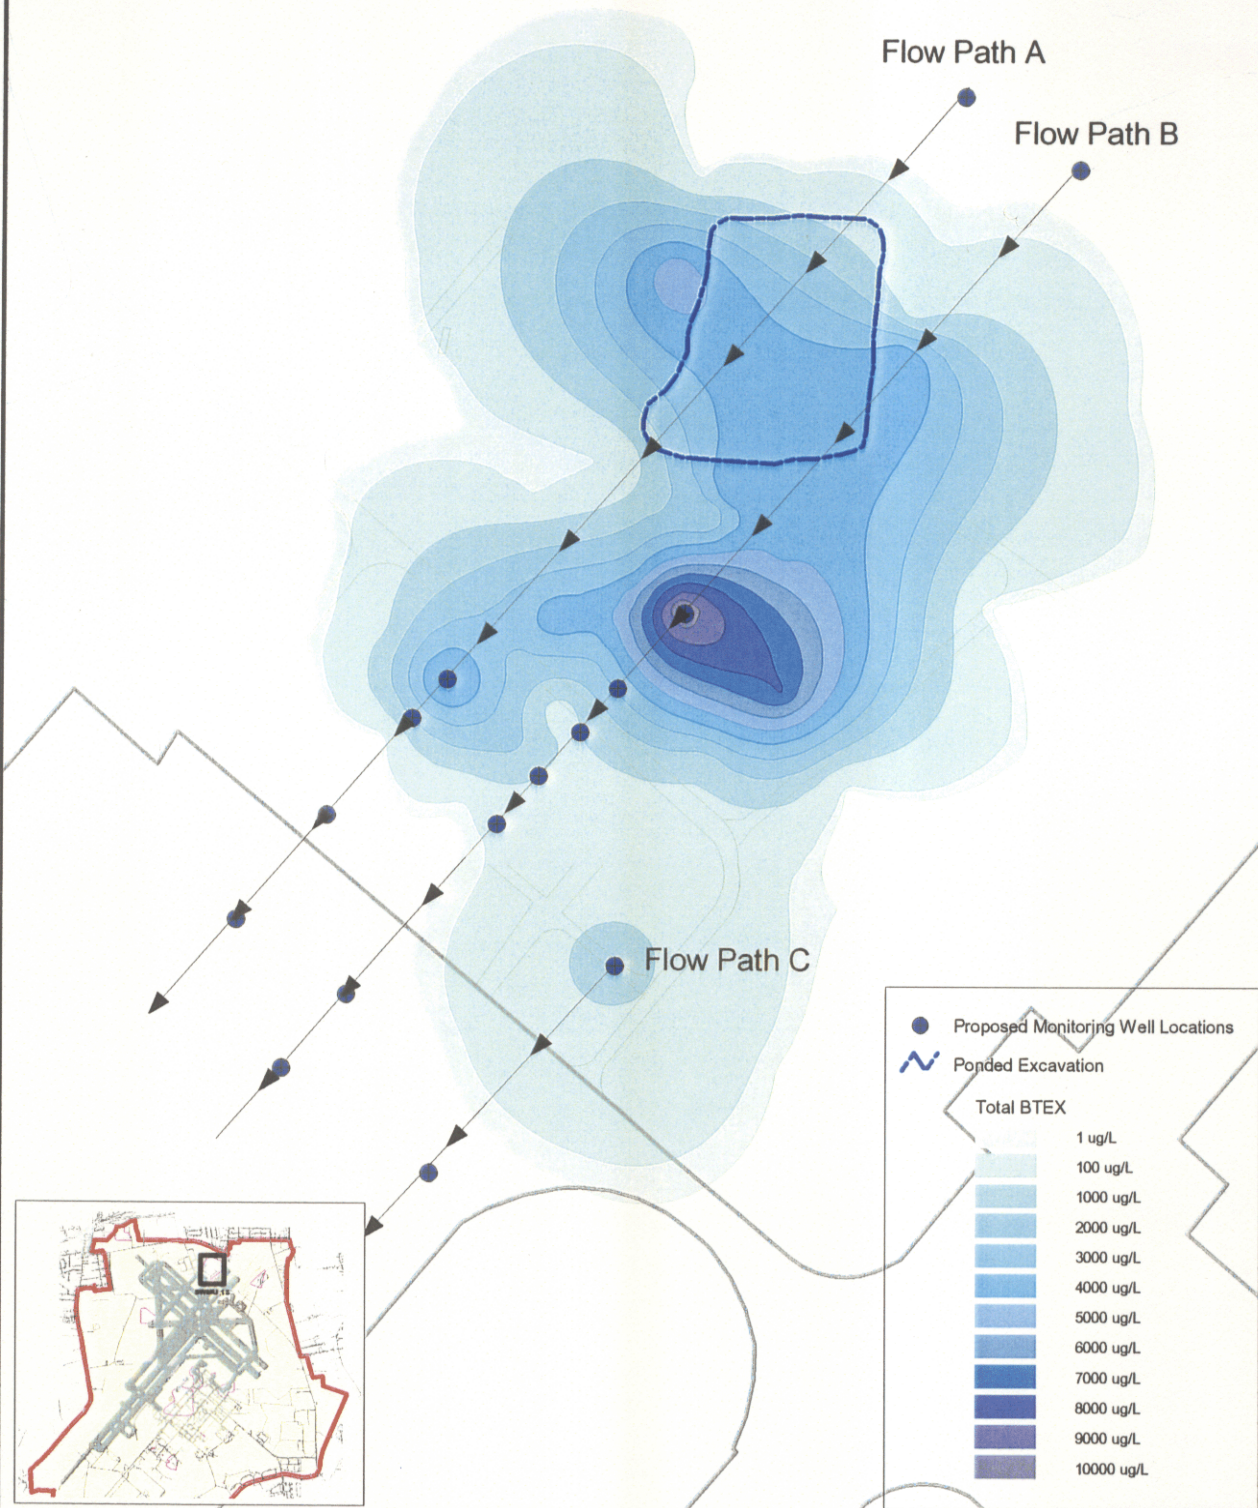 Flow Path A
Flow Path B
Flow Path C
Proposed Monitoring Well Locations
Ponded Excavation
Total BTEX
1 ug/L
100 ug/L
1000 ug/L
2000 ug/L
3000 ug/L
4000 ug/L
5000 ug/L
6000 ug/L
7000 ug/L
8000 ug/L
9000 ug/L
10000 ug/L